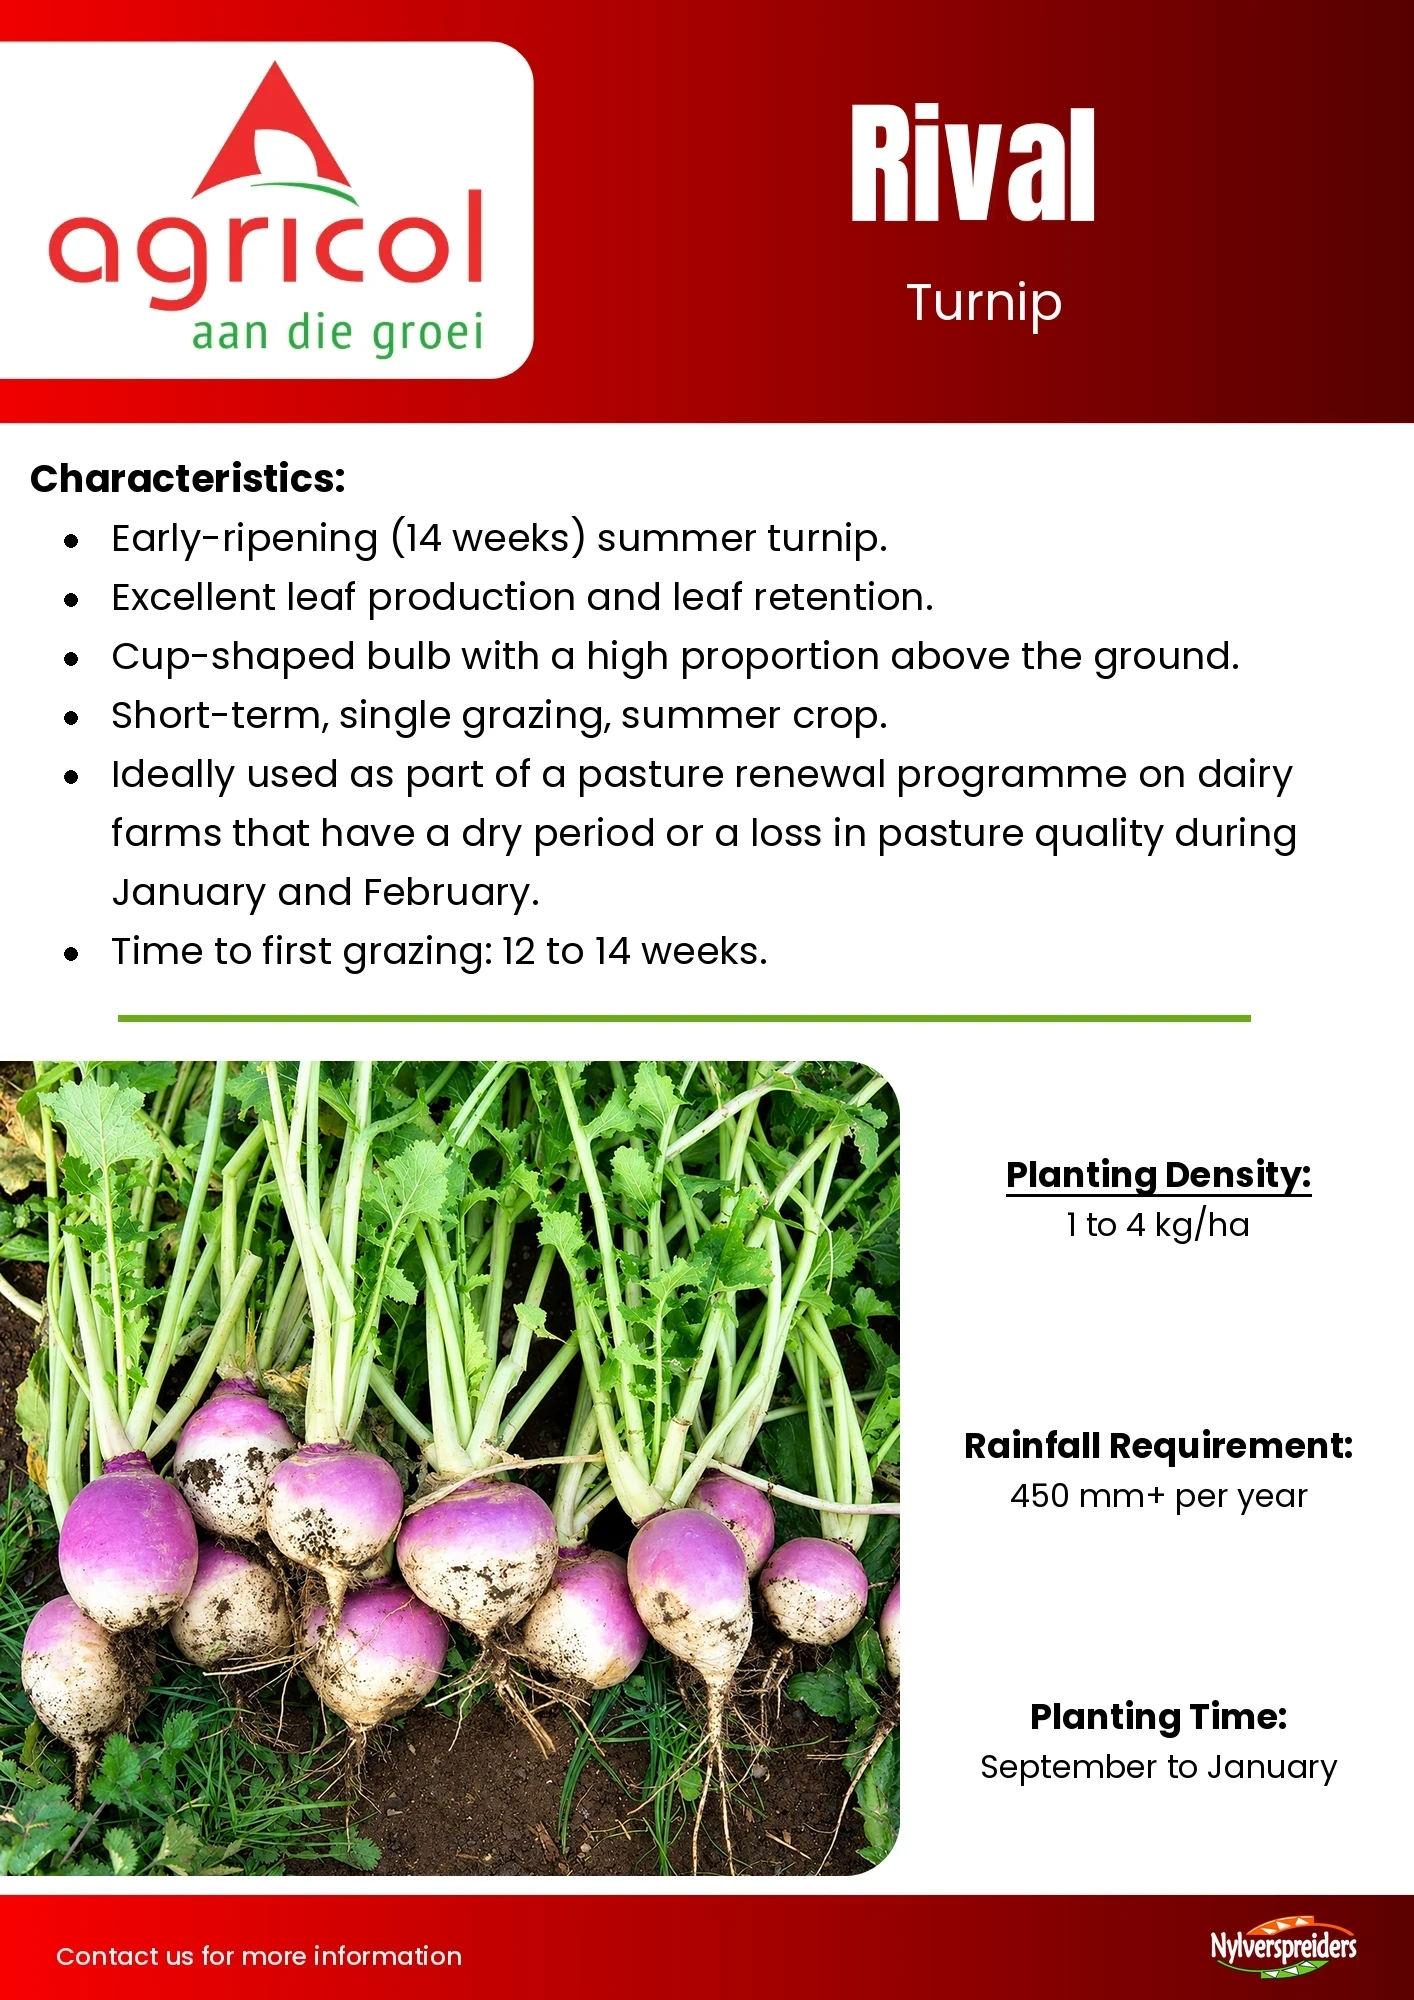 agricol
aan die groei
Rival
Turnip
Characteristics:
• Early-ripening (14 weeks) summer turnip.
• Excellent leaf production and leaf retention.
• Cup-shaped bulb with a high proportion above the ground.
• Short-term, single grazing, summer crop.
• Ideally used as part of a pasture renewal programme on dairy
farms that have a dry period or a loss in pasture quality during
January and February.
• Time to first grazing: 12 to 14 weeks.
Planting Density:
1 to 4 kg/ha
Rainfall Requirement:
450 mm+ per year
Planting Time:
September to January
Contact us for more information
Nylverspreiders